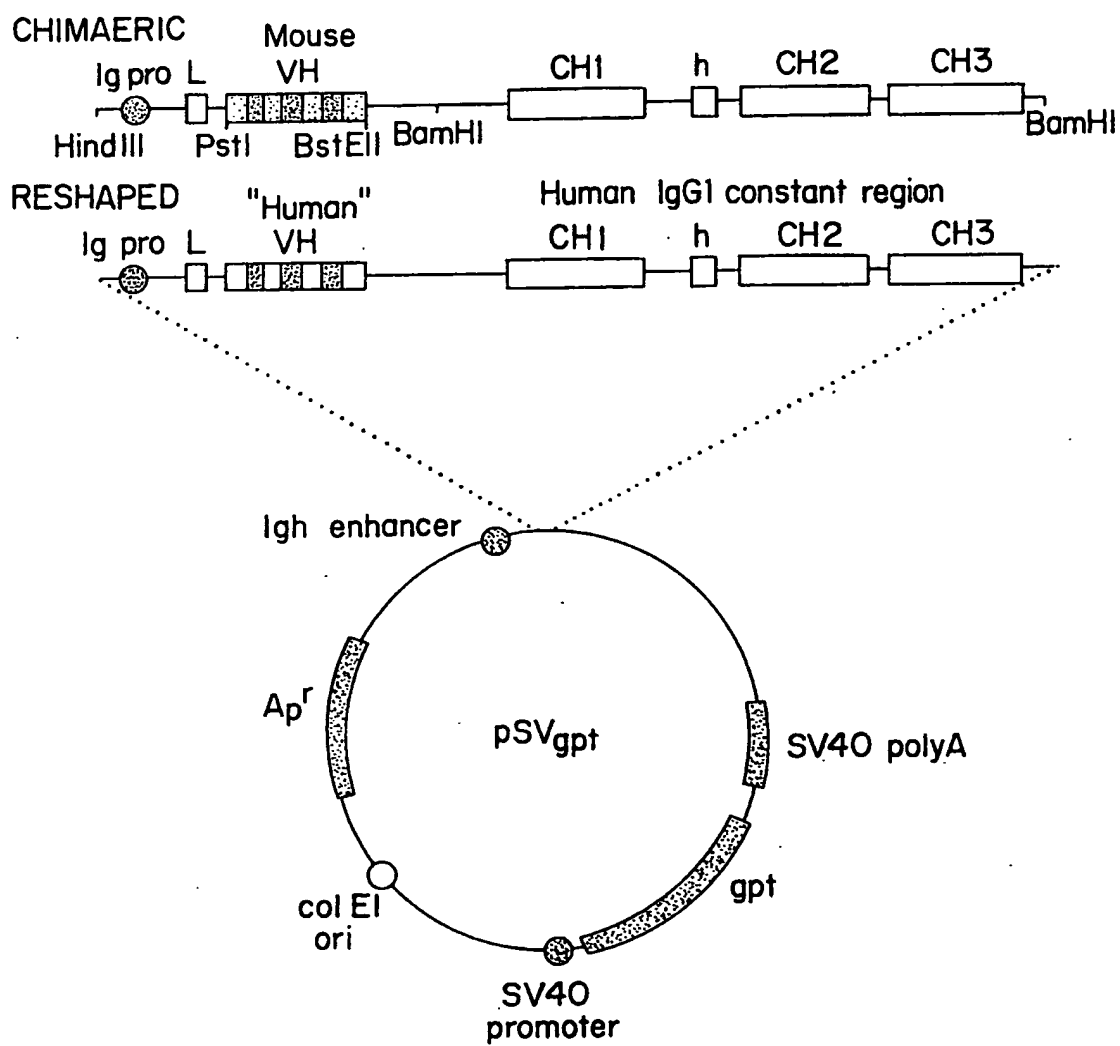 CHIMAERIC
Mouse
Ig pro L VH CH1 h CH2 CH3
HindIII PstI BstEII BamHI BamHI
RESHAPED "Human" Human IgG1 constant region
Ig pro L VH CH1 h CH2 CH3
Igh enhancer
Apr
pSVgpt
SV40 polyA
gpt
col EI
ori
SV40
promoter